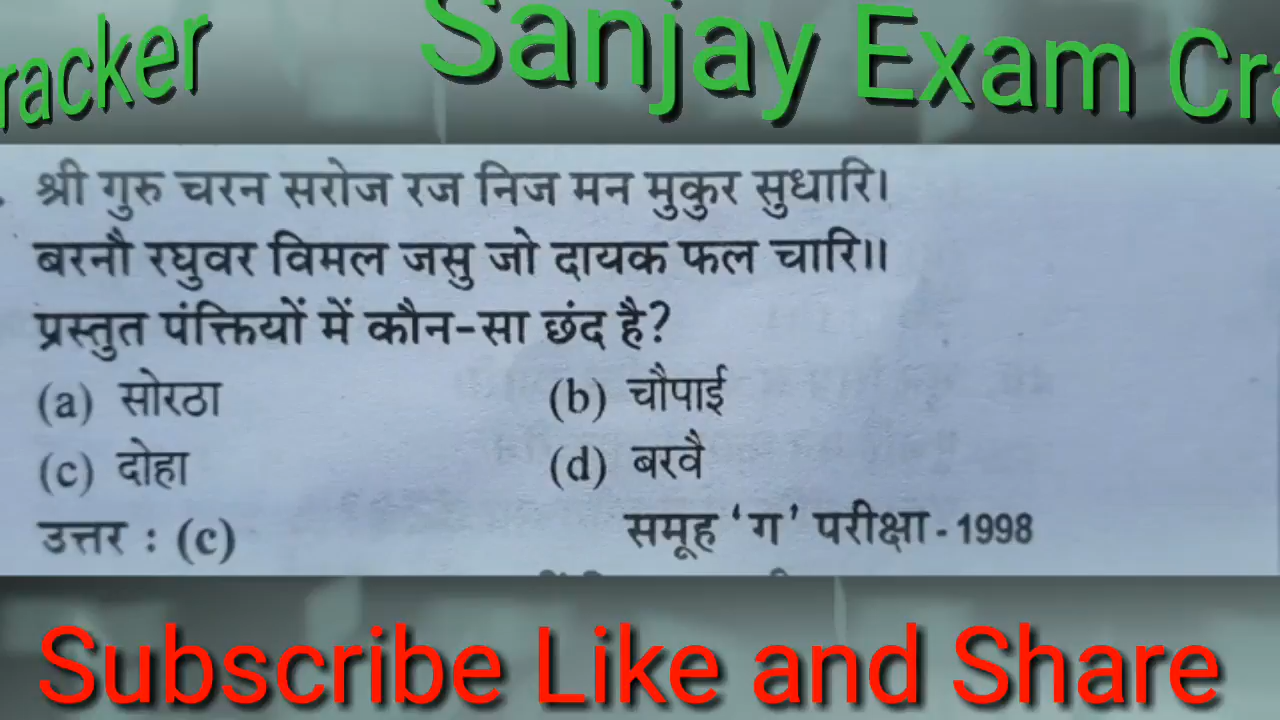 racker Sanjay Exam Cra
श्री गुरु चरन सरोज रज निज मन मुकुर सुधारि।
बरनौ रघुवर विमल जसु जो दायक फल चारि।।
प्रस्तुत पंक्तियों में कौन-सा छंद है?
(a) सोरठा (b) चौपाई
(c) दोहा (d) बरवै
उत्तर : (c) समूह ‘ग’ परीक्षा - 1998
Subscribe Like and Share